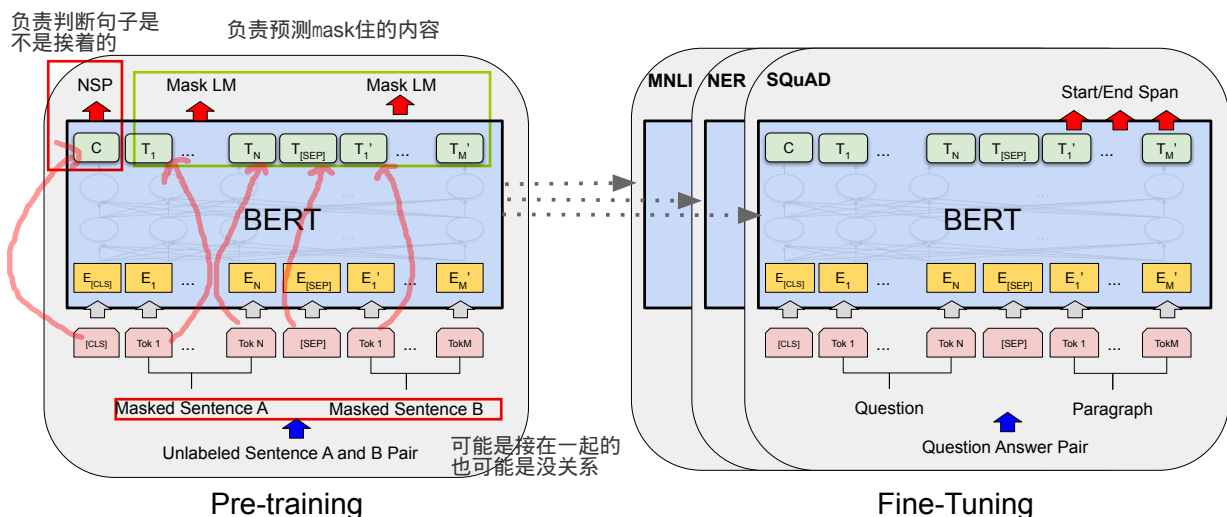 负责判断句子是
不是挨着的
负责预测mask住的内容
NSP
Mask LM
Mask LM
C
T1
...
TN
T[SEP]
T1'
...
TM'
BERT
E[CLS]
E1
...
EN
E[SEP]
E1'
...
EM'
[CLS]
Tok 1
...
Tok N
[SEP]
Tok 1
...
TokM
Masked Sentence A
Masked Sentence B
Unlabeled Sentence A and B Pair
可能是接在一起的
也可能是没关系
Pre-training
MNLI
NER
SQuAD
Start/End Span
C
T1
...
TN
T[SEP]
T1'
...
TM'
BERT
E[CLS]
E1
...
EN
E[SEP]
E1'
...
EM'
[CLS]
Tok 1
...
Tok N
[SEP]
Tok 1
...
TokM
Question
Paragraph
Question Answer Pair
Fine-Tuning